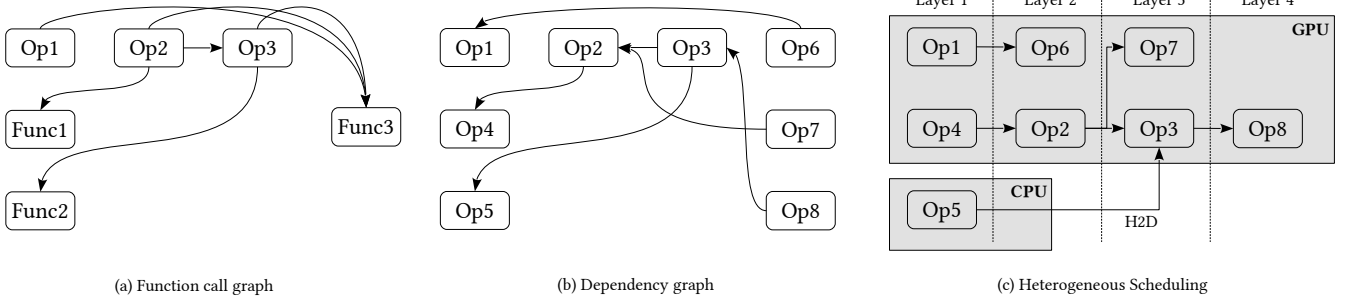 Op1
Op2
Op3
Func1
Func3
Func2
(a) Function call graph
Op1
Op2
Op3
Op6
Op4
Op7
Op5
Op8
(b) Dependency graph
Layer 1
Layer 2
Layer 3
Layer 4
GPU
Op1
Op6
Op7
Op4
Op2
Op3
Op8
CPU
Op5
H2D
(c) Heterogeneous Scheduling